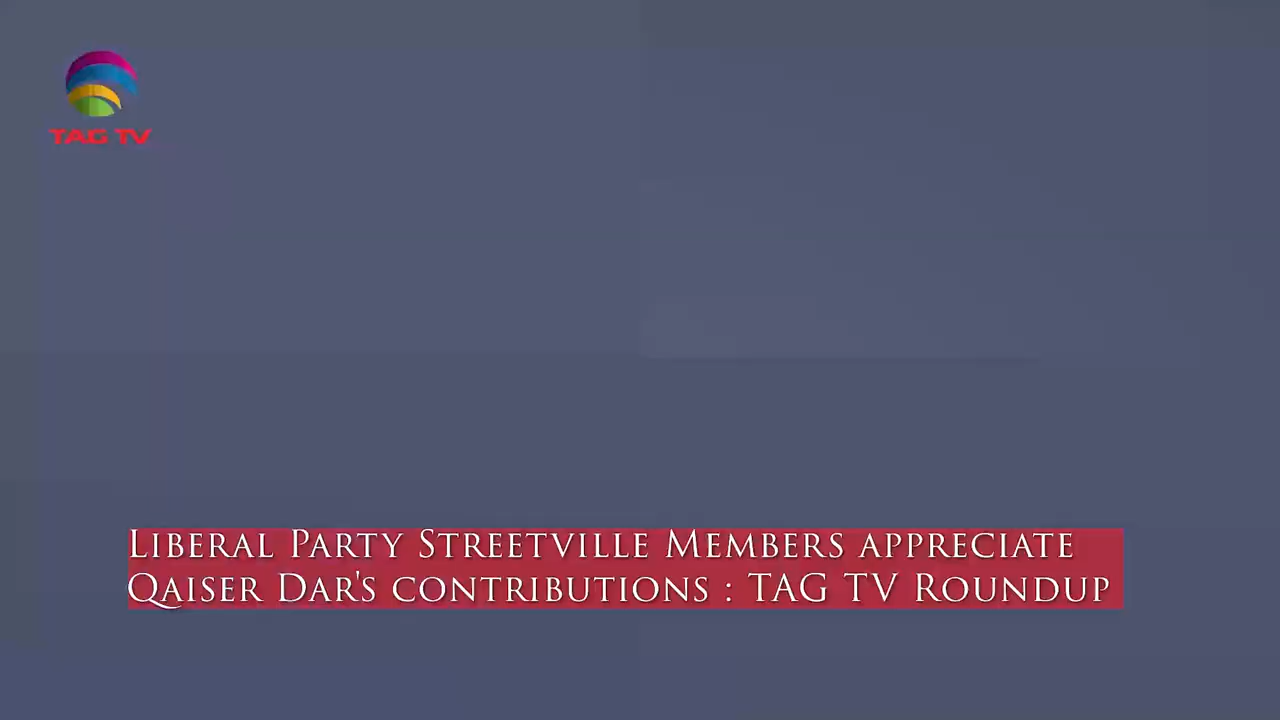 TAG TV
Liberal Party Streetville Members appreciate
Qaiser Dar's contributions : TAG TV Roundup